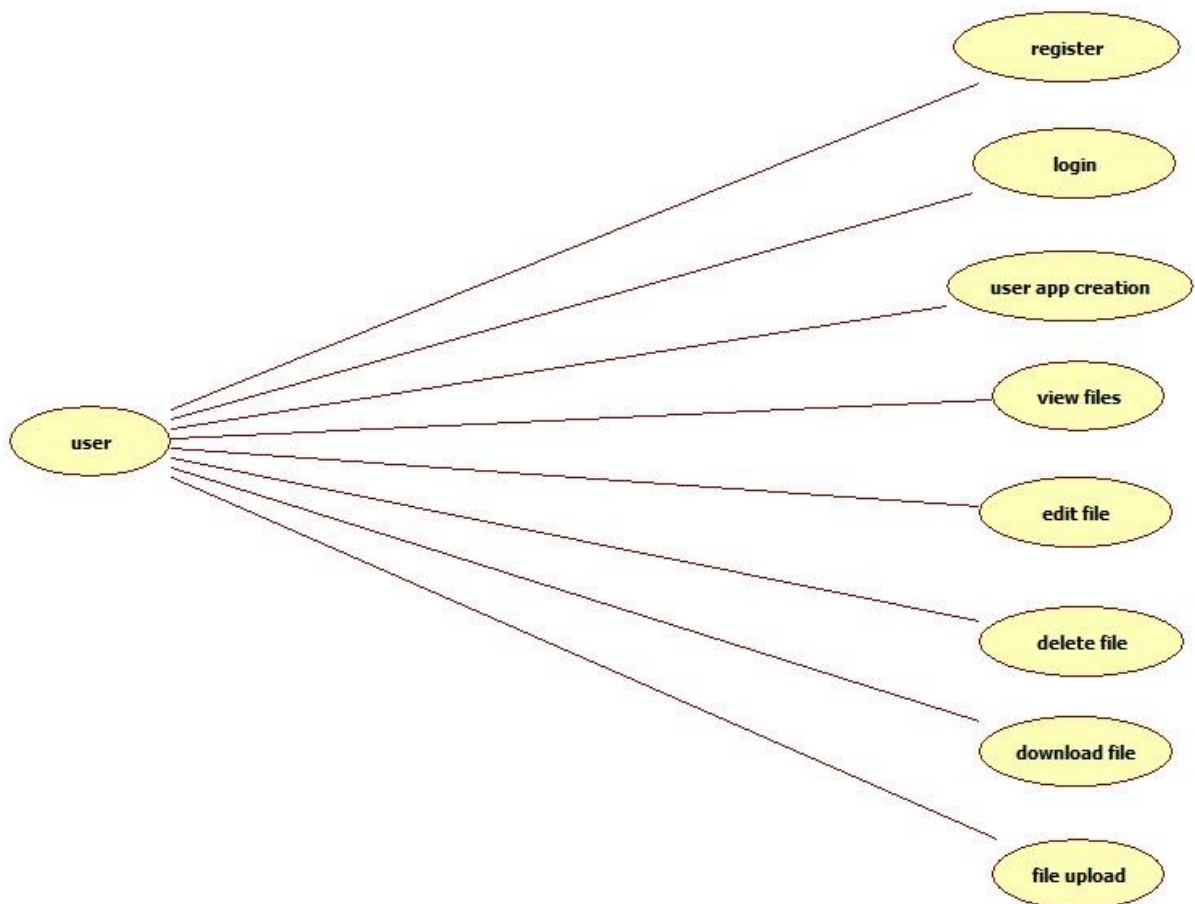 register
login
user app creation
view files
user
edit file
delete file
download file
file upload